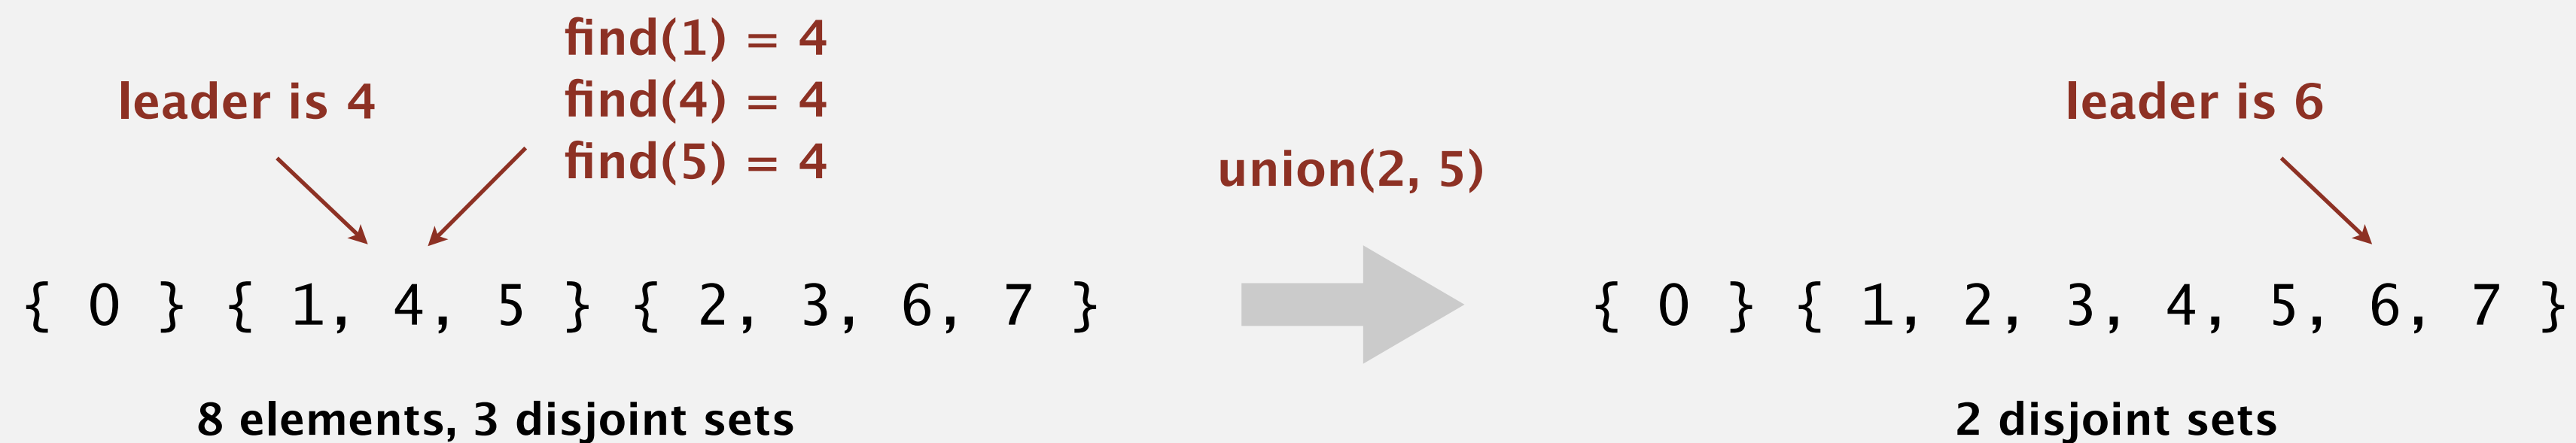 find(1) = 4
leader is 4
find(4) = 4
find(5) = 4
union(2, 5)
leader is 6
{ 0 } { 1, 4, 5 } { 2, 3, 6, 7 }
{ 0 } { 1, 2, 3, 4, 5, 6, 7 }
8 elements, 3 disjoint sets
2 disjoint sets